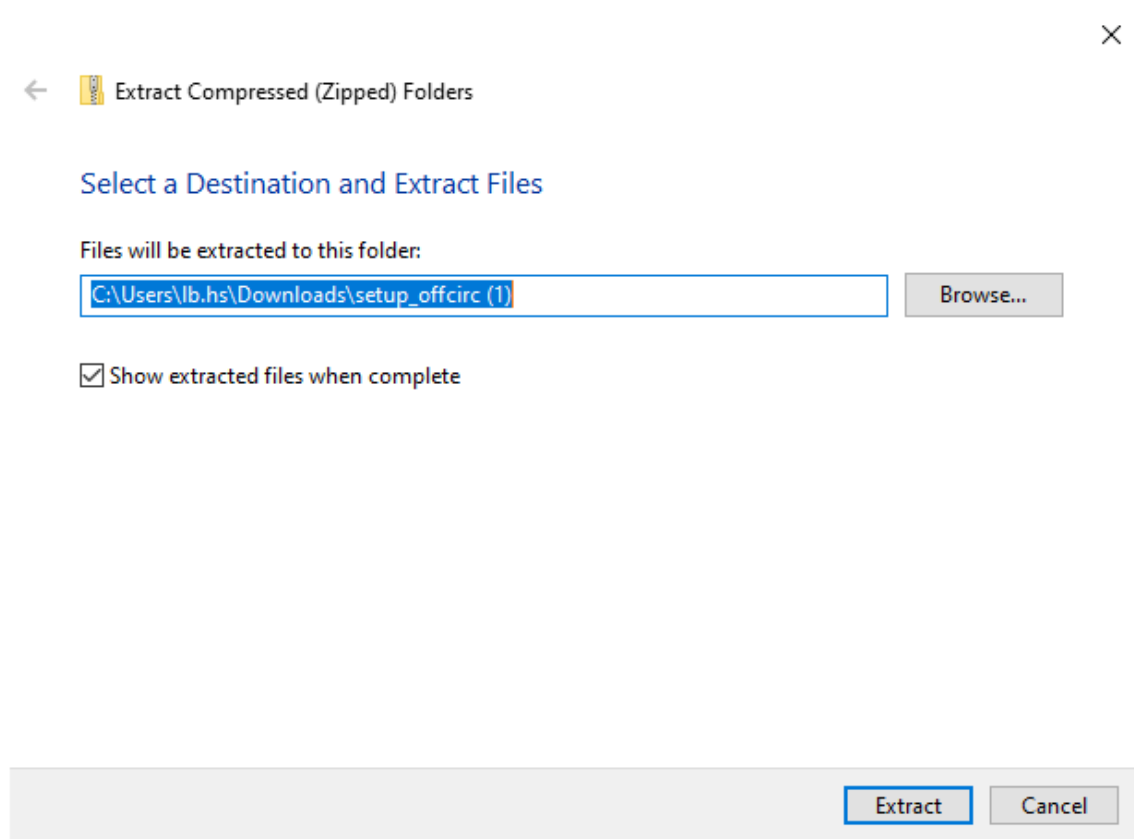 Extract Compressed (Zipped) Folders
Select a Destination and Extract Files
Files will be extracted to this folder:
C:\Users\lb.hs\Downloads\setup_offcirc (1)
Browse...
Show extracted files when complete
Extract
Cancel